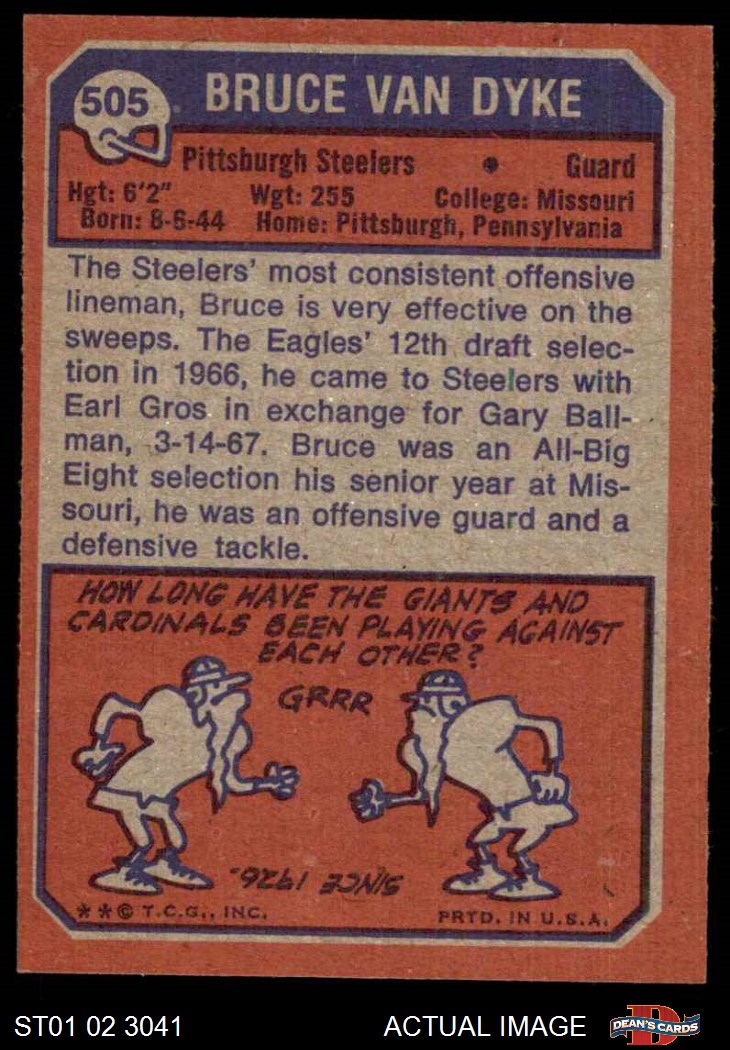 505
BRUCE VAN DYKE
Pittsburgh Steelers • Guard
Hgt: 6'2" Wgt: 255 College: Missouri
Born: 8-6-44 Home: Pittsburgh, Pennsylvania
The Steelers' most consistent offensive
lineman, Bruce is very effective on the
sweeps. The Eagles' 12th draft selec-
tion in 1966, he came to Steelers with
Earl Gros in exchange for Gary Ball-
man, 3-14-67. Bruce was an All-Big
Eight selection his senior year at Mis-
souri, he was an offensive guard and a
defensive tackle.
HOW LONG HAVE THE GIANTS AND
CARDINALS BEEN PLAYING AGAINST
EACH OTHER?
GRRR
SINCE 1926.
**© T.C.G., INC. PRTD. IN U.S.A.
ST01 02 3041 ACTUAL IMAGE D DEAN'S CARDS